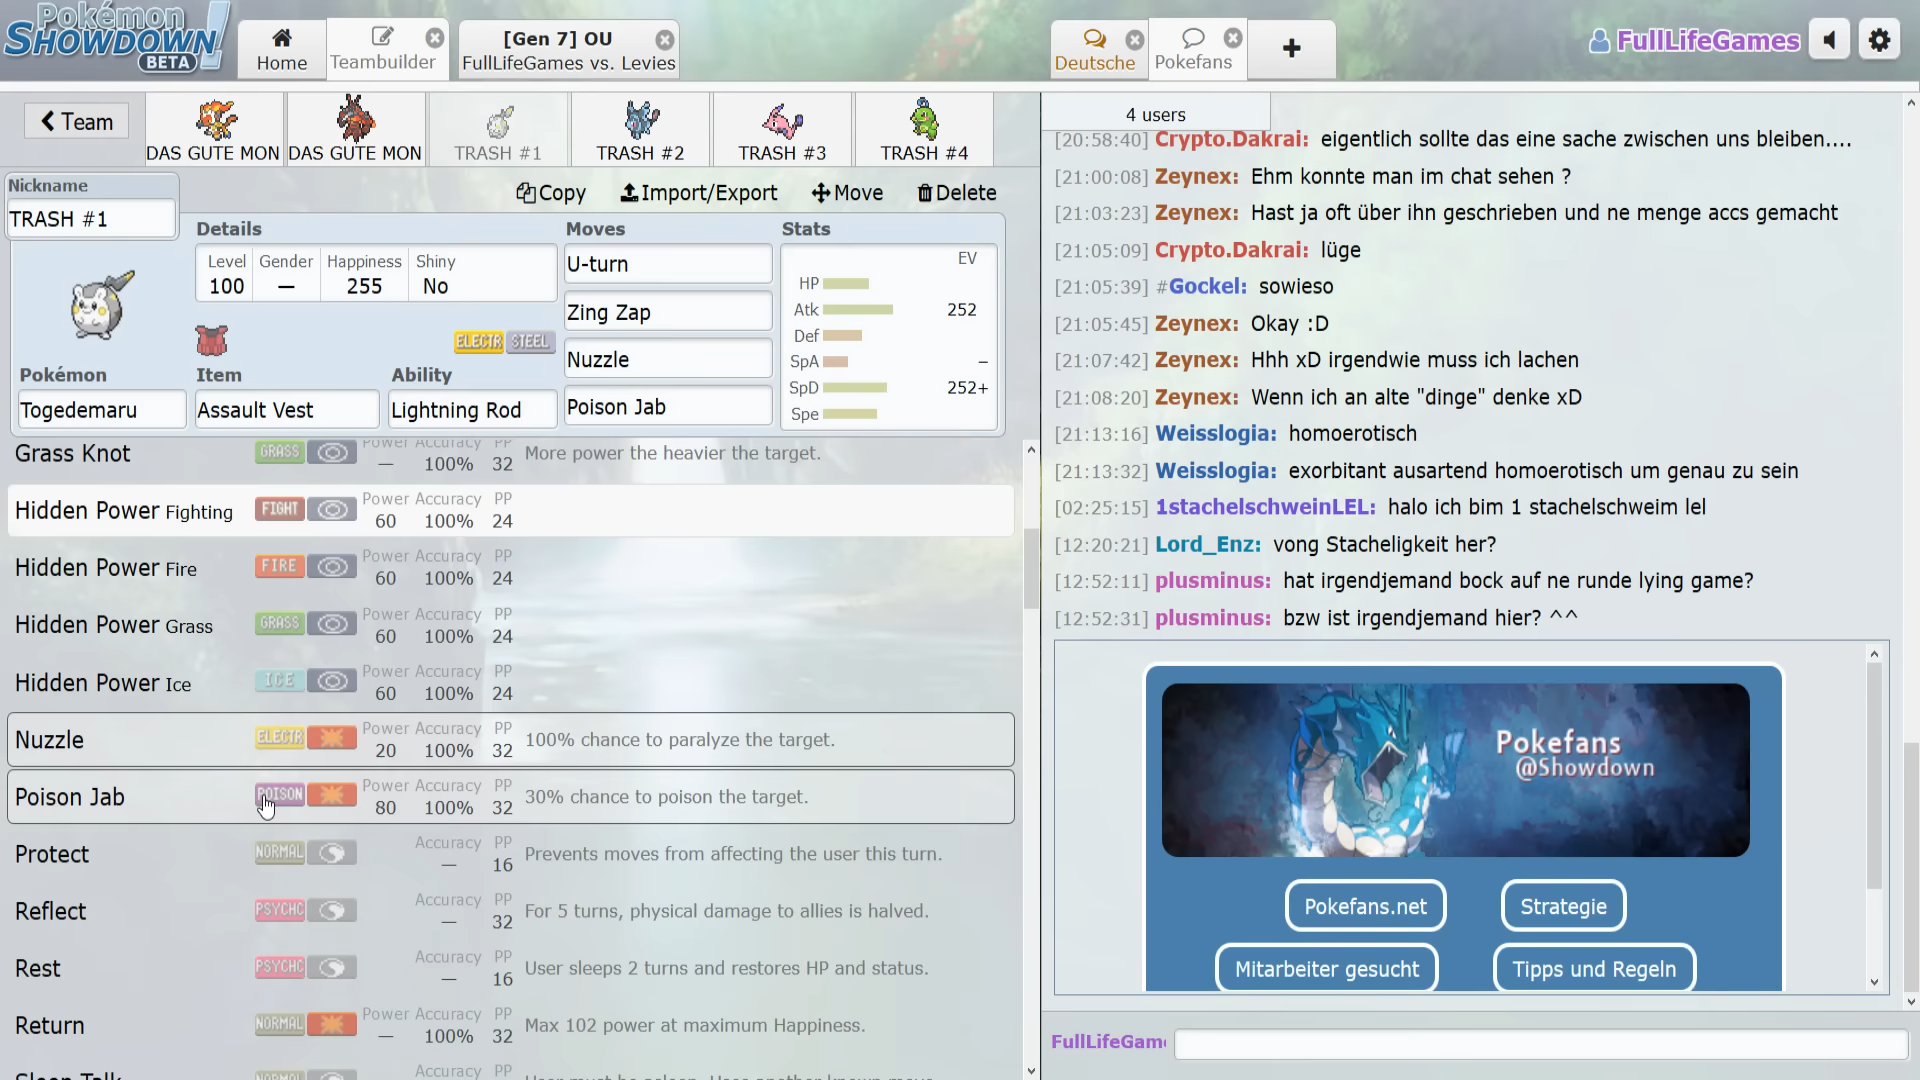 Pokémon
SHOWDOWN!
BETA
Home
Teambuilder
[Gen 7] OU
FullLifeGames vs. Levies
Deutsche
Pokefans
+
FullLifeGames
Team
DAS GUTE MON
DAS GUTE MON
TRASH #1
TRASH #2
TRASH #3
TRASH #4
Nickname
TRASH #1
Copy
Import/Export
Move
Delete
Details
Level
100
Gender
—
Happiness
255
Shiny
No
ELECTR STEEL
Pokémon
Togedemaru
Item
Assault Vest
Ability
Lightning Rod
Moves
U-turn
Zing Zap
Nuzzle
Poison Jab
Stats
EV
HP
Atk 252
Def
SpA –
SpD 252+
Spe
Grass Knot GRASS Power — Accuracy 100% PP 32 More power the heavier the target.
Hidden Power Fighting FIGHT Power 60 Accuracy 100% PP 24
Hidden Power Fire FIRE Power 60 Accuracy 100% PP 24
Hidden Power Grass GRASS Power 60 Accuracy 100% PP 24
Hidden Power Ice ICE Power 60 Accuracy 100% PP 24
Nuzzle ELECTR Power 20 Accuracy 100% PP 32 100% chance to paralyze the target.
Poison Jab POISON Power 80 Accuracy 100% PP 32 30% chance to poison the target.
Protect NORMAL Accuracy — PP 16 Prevents moves from affecting the user this turn.
Reflect PSYCHC Accuracy — PP 32 For 5 turns, physical damage to allies is halved.
Rest PSYCHC Accuracy — PP 16 User sleeps 2 turns and restores HP and status.
Return NORMAL Power — Accuracy 100% PP 32 Max 102 power at maximum Happiness.
Sleep Talk NORMAL Accuracy PP User must be asleep. Uses another known move.
4 users
[20:58:40] Crypto.Dakrai: eigentlich sollte das eine sache zwischen uns bleiben....
[21:00:08] Zeynex: Ehm konnte man im chat sehen ?
[21:03:23] Zeynex: Hast ja oft über ihn geschrieben und ne menge accs gemacht
[21:05:09] Crypto.Dakrai: lüge
[21:05:39] #Gockel: sowieso
[21:05:45] Zeynex: Okay :D
[21:07:42] Zeynex: Hhh xD irgendwie muss ich lachen
[21:08:20] Zeynex: Wenn ich an alte "dinge" denke xD
[21:13:16] Weisslogia: homoerotisch
[21:13:32] Weisslogia: exorbitant ausartend homoerotisch um genau zu sein
[02:25:15] 1stachelschweinLEL: halo ich bim 1 stachelschweim lel
[12:20:21] Lord_Enz: vong Stacheligkeit her?
[12:52:11] plusminus: hat irgendjemand bock auf ne runde lying game?
[12:52:31] plusminus: bzw ist irgendjemand hier? ^^
Pokefans
@Showdown
Pokefans.net
Strategie
Mitarbeiter gesucht
Tipps und Regeln
FullLifeGam